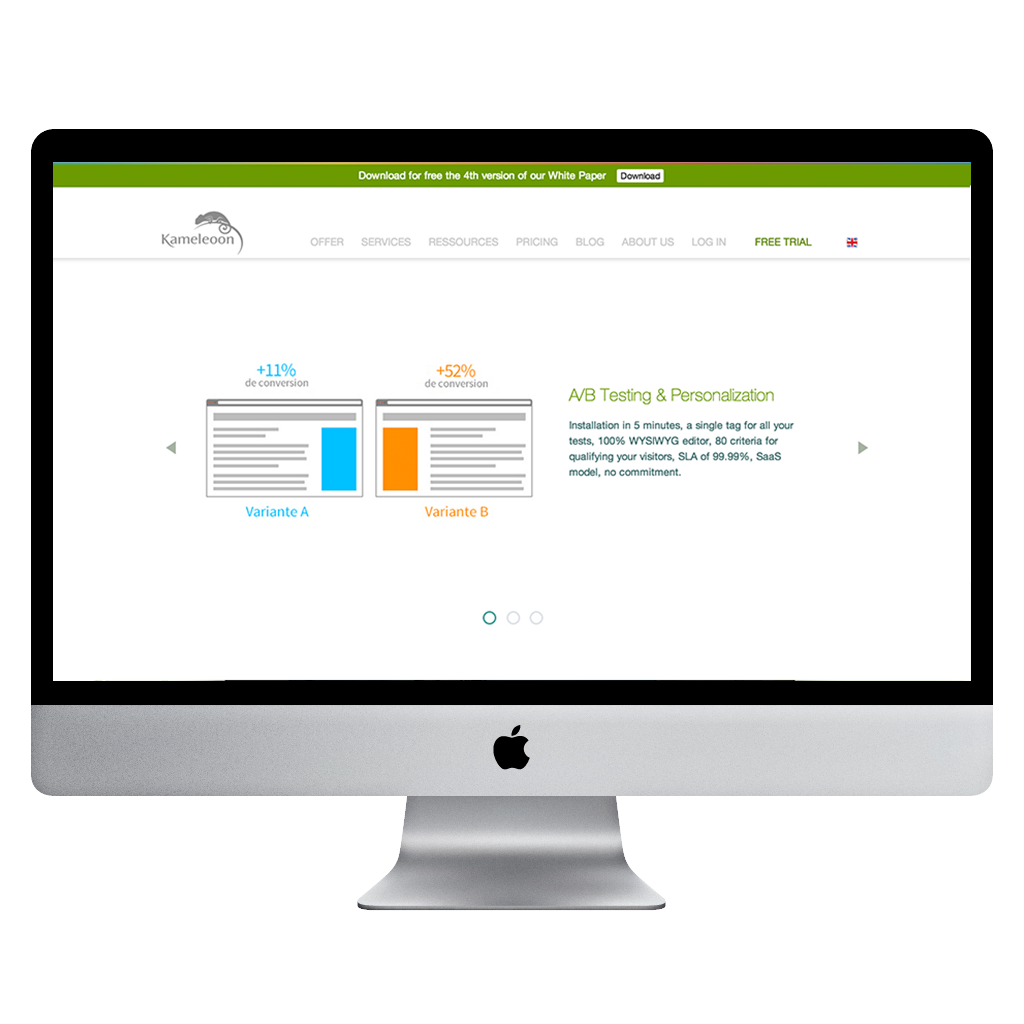 Download for free the 4th version of our White Paper Download
Kameleoon
OFFER SERVICES RESSOURCES PRICING BLOG ABOUT US LOG IN FREE TRIAL
+11%
de conversion
+52%
de conversion
Variante A
Variante B
A/B Testing & Personalization
Installation in 5 minutes, a single tag for all your
tests, 100% WYSIWYG editor, 80 criteria for
qualifying your visitors, SLA of 99.99%, SaaS
model, no commitment.